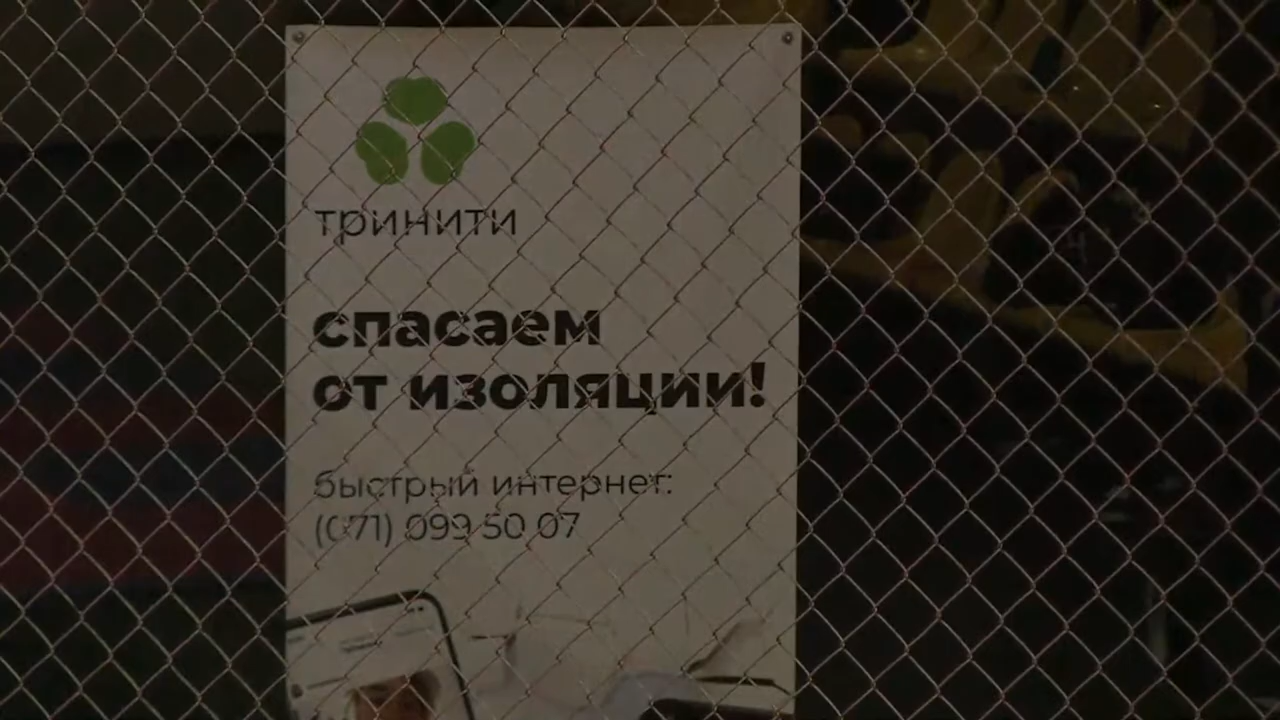 тринити
спасаем
от изоляции!
быстрый интернет:
(071) 099 50 07